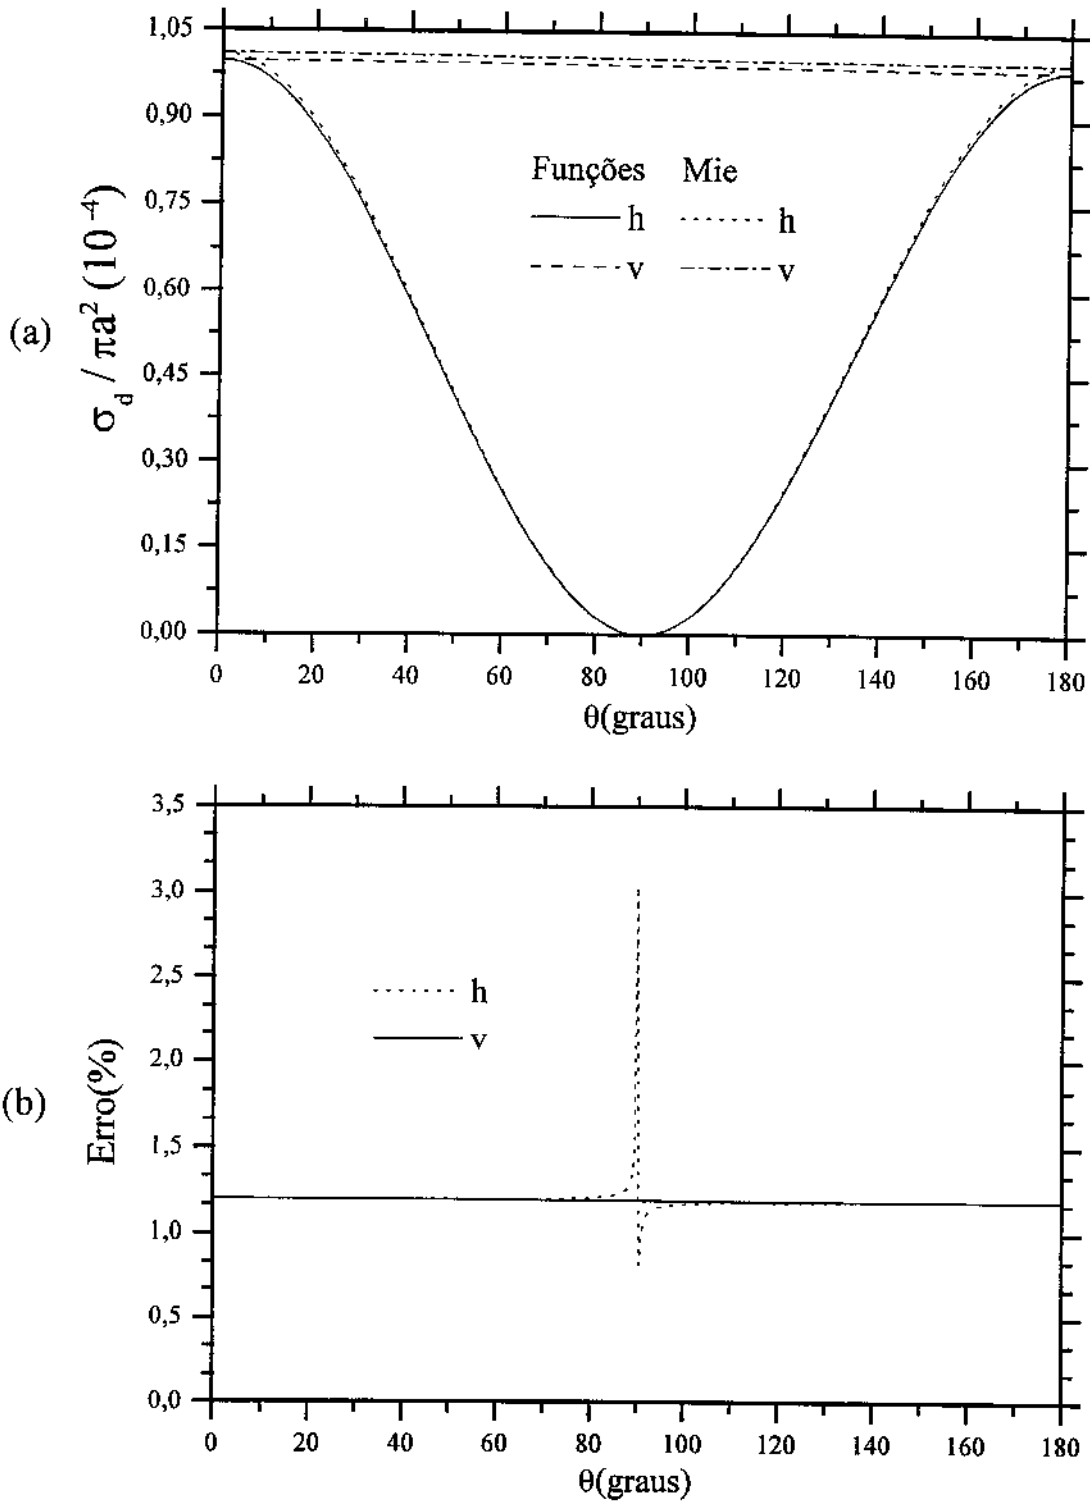 (a)
σd / πa² (10⁻⁴)
1,05
0,90
0,75
0,60
0,45
0,30
0,15
0,00
Funções Mie
h h
v v
0 20 40 60 80 100 120 140 160 180
θ(graus)
(b)
Erro(%)
3,5
3,0
2,5
2,0
1,5
1,0
0,5
0,0
h
v
0 20 40 60 80 100 120 140 160 180
θ(graus)